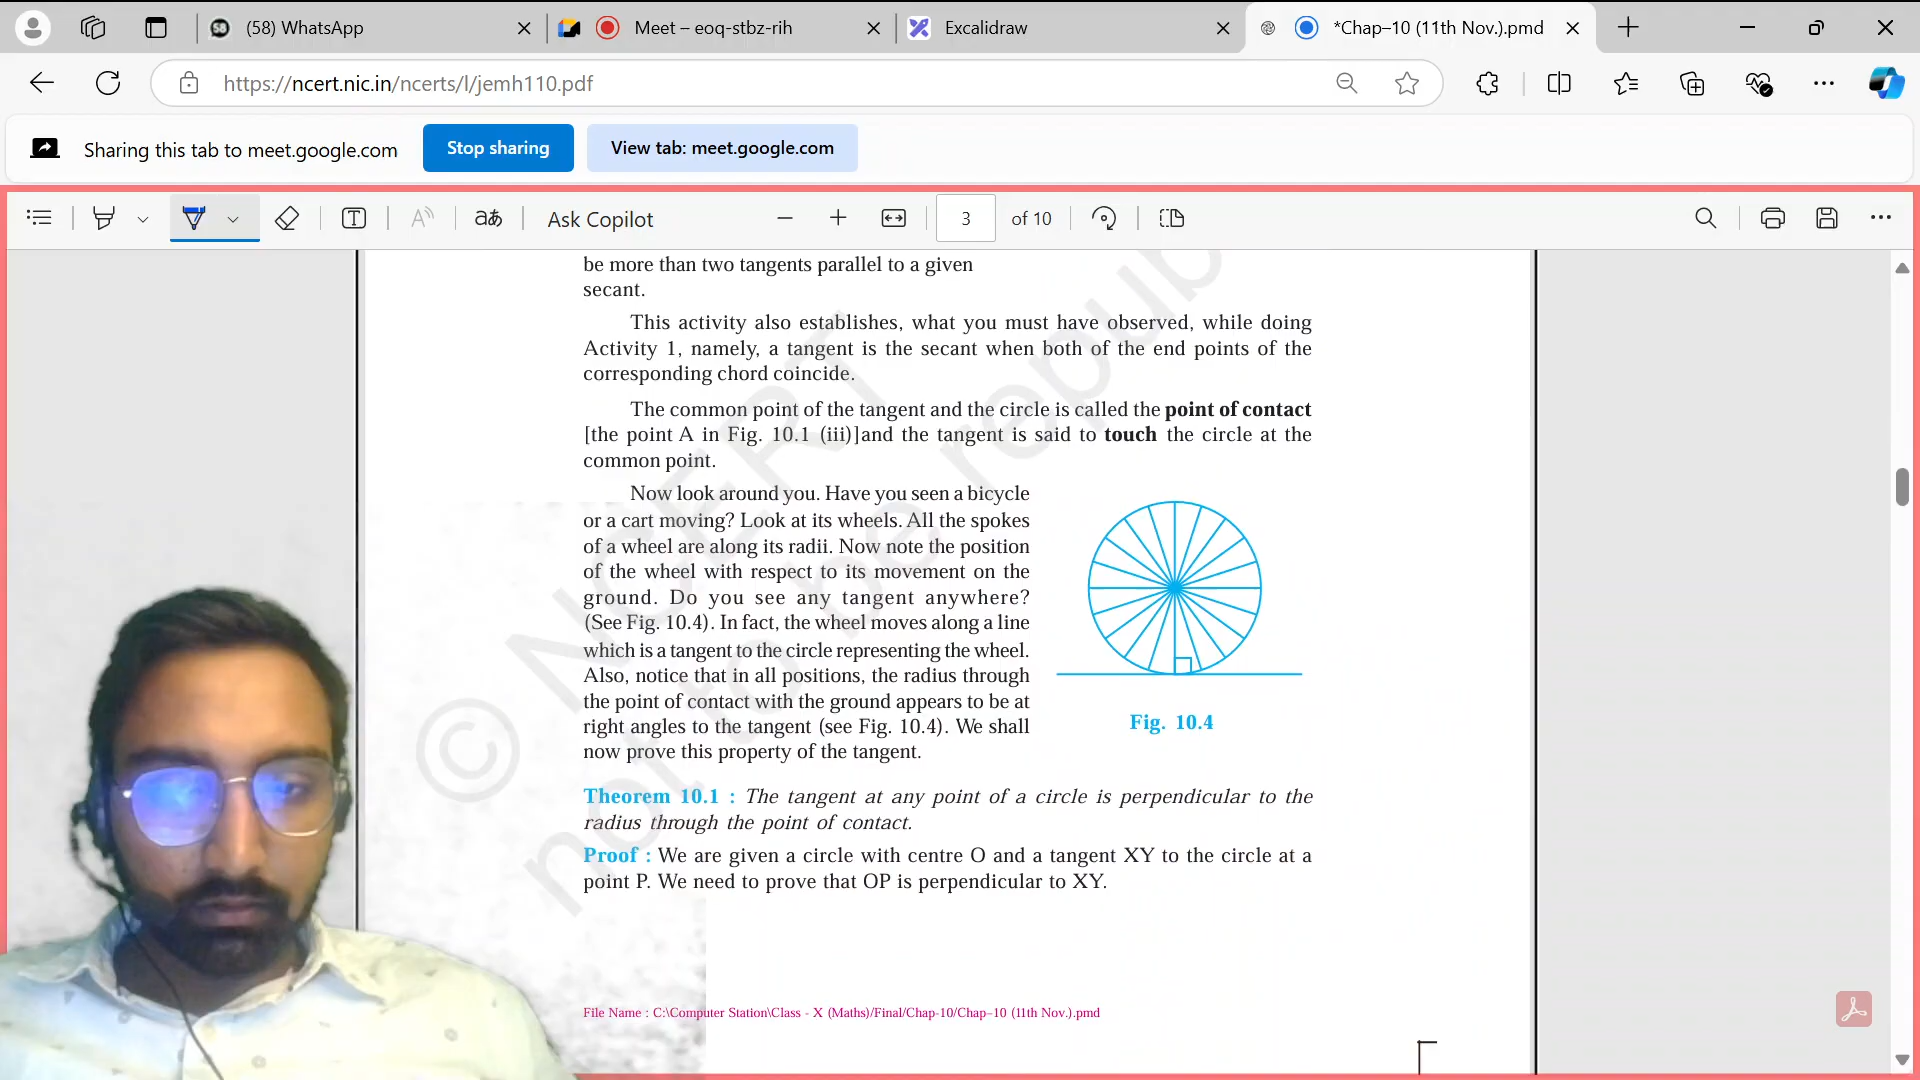 (58) WhatsApp
Meet – eoq-stbz-rih
Excalidraw
*Chap–10 (11th Nov.).pmd
https://ncert.nic.in/ncerts/l/jemh110.pdf
Sharing this tab to meet.google.com
Stop sharing
View tab: meet.google.com
Ask Copilot
3
of 10
be more than two tangents parallel to a given
secant.
This activity also establishes, what you must have observed, while doing
Activity 1, namely, a tangent is the secant when both of the end points of the
corresponding chord coincide.
The common point of the tangent and the circle is called the point of contact
[the point A in Fig. 10.1 (iii)]and the tangent is said to touch the circle at the
common point.
Now look around you. Have you seen a bicycle
or a cart moving? Look at its wheels. All the spokes
of a wheel are along its radii. Now note the position
of the wheel with respect to its movement on the
ground. Do you see any tangent anywhere?
(See Fig. 10.4). In fact, the wheel moves along a line
which is a tangent to the circle representing the wheel.
Also, notice that in all positions, the radius through
the point of contact with the ground appears to be at
right angles to the tangent (see Fig. 10.4). We shall
now prove this property of the tangent.
Fig. 10.4
Theorem 10.1 : The tangent at any point of a circle is perpendicular to the
radius through the point of contact.
Proof : We are given a circle with centre O and a tangent XY to the circle at a
point P. We need to prove that OP is perpendicular to XY.
File Name : C:\Computer Station\Class - X (Maths)/Final/Chap-10/Chap–10 (11th Nov.).pmd
© NCERT
not to be repub